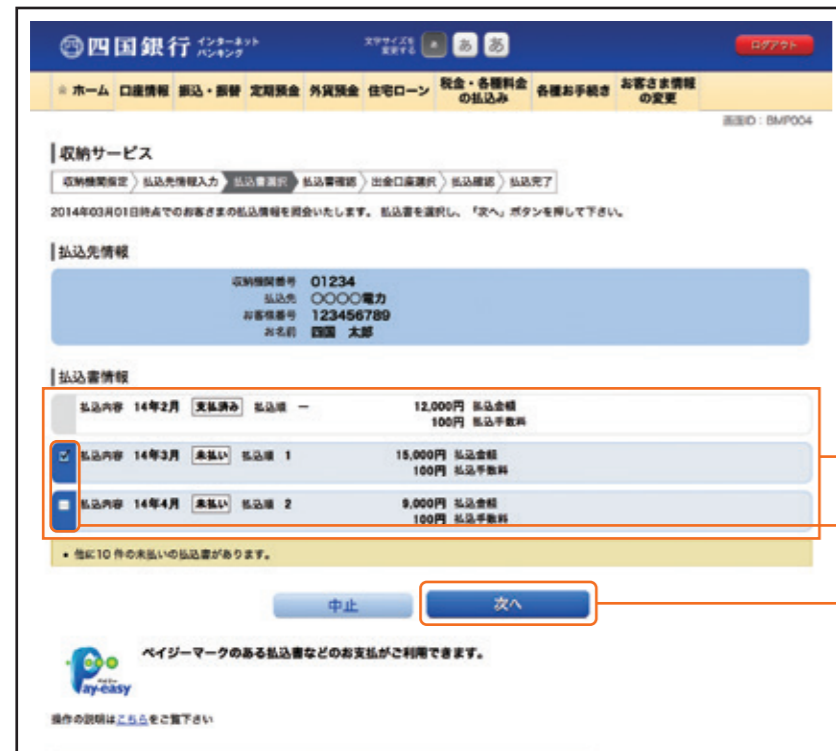 四国銀行 インターネットバンキング 文字サイズを変更する あ あ あ ログアウト
ホーム 口座情報 振込・振替 定期預金 外貨預金 住宅ローン 税金・各種料金の払込み 各種お手続き お客さま情報の変更
画面ID：BMP004
収納サービス
収納機関指定 払込先情報入力 払込書選択 払込書確認 出金口座選択 払込確認 払込完了
2014年03月01日時点でのお客さまの払込情報を照会いたします。 払込書を選択し、「次へ」ボタンを押して下さい。
払込先情報
収納機関番号 01234
払込先 〇〇〇〇電力
お客様番号 123456789
お名前 四国 太郎
払込書情報
払込内容 14年2月 支払済み 払込順 － 12,000円 払込金額
100円 払込手数料
払込内容 14年3月 未払い 払込順 1 15,000円 払込金額
100円 払込手数料
払込内容 14年4月 未払い 払込順 2 9,000円 払込金額
100円 払込手数料
• 他に10 件の未払いの払込書があります。
中止 次へ
ペイジーマークのある払込書などのお支払がご利用できます。
ペイジー
Pay-easy
操作の説明はこちらをご覧下さい